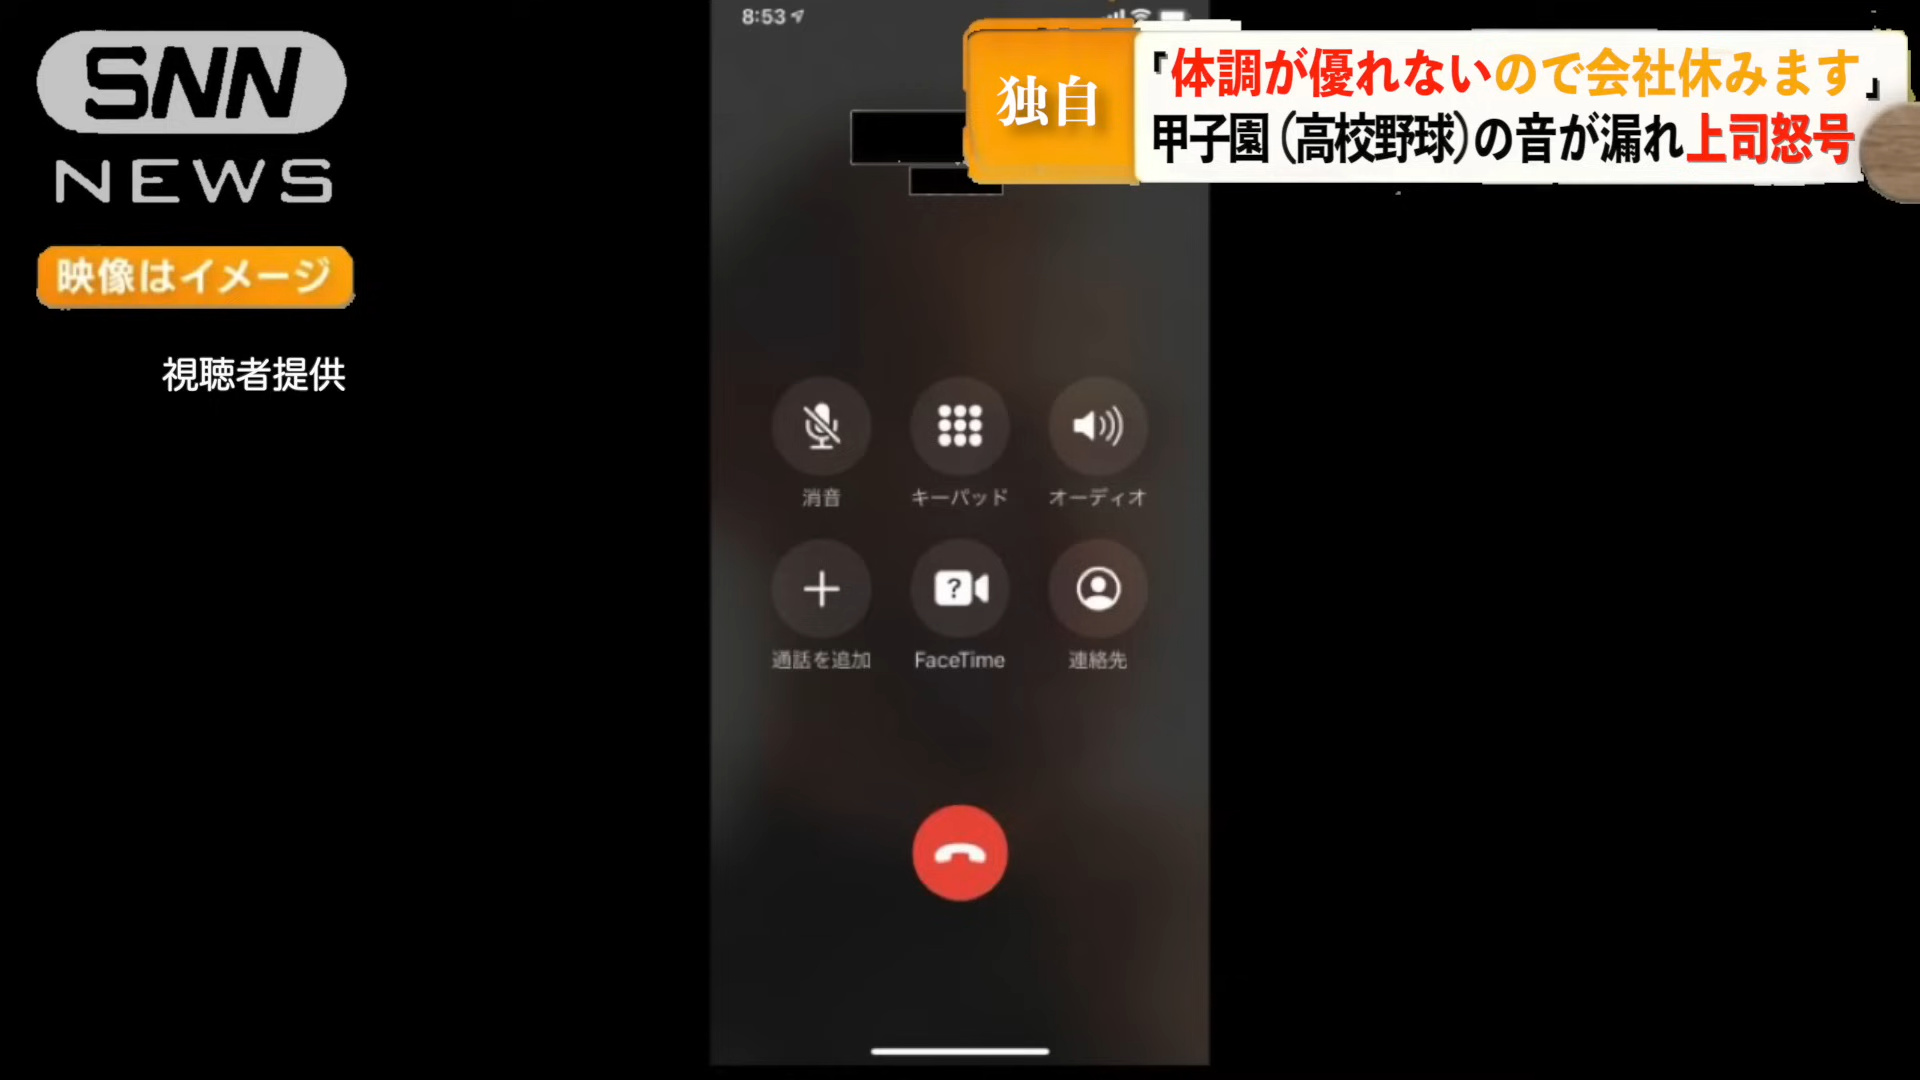 8:53
SNN
NEWS
独自
「体調が優れないので会社休みます」
甲子園(高校野球)の音が漏れ上司怒号
映像はイメージ
視聴者提供
消音
キーパッド
オーディオ
通話を追加
FaceTime
連絡先